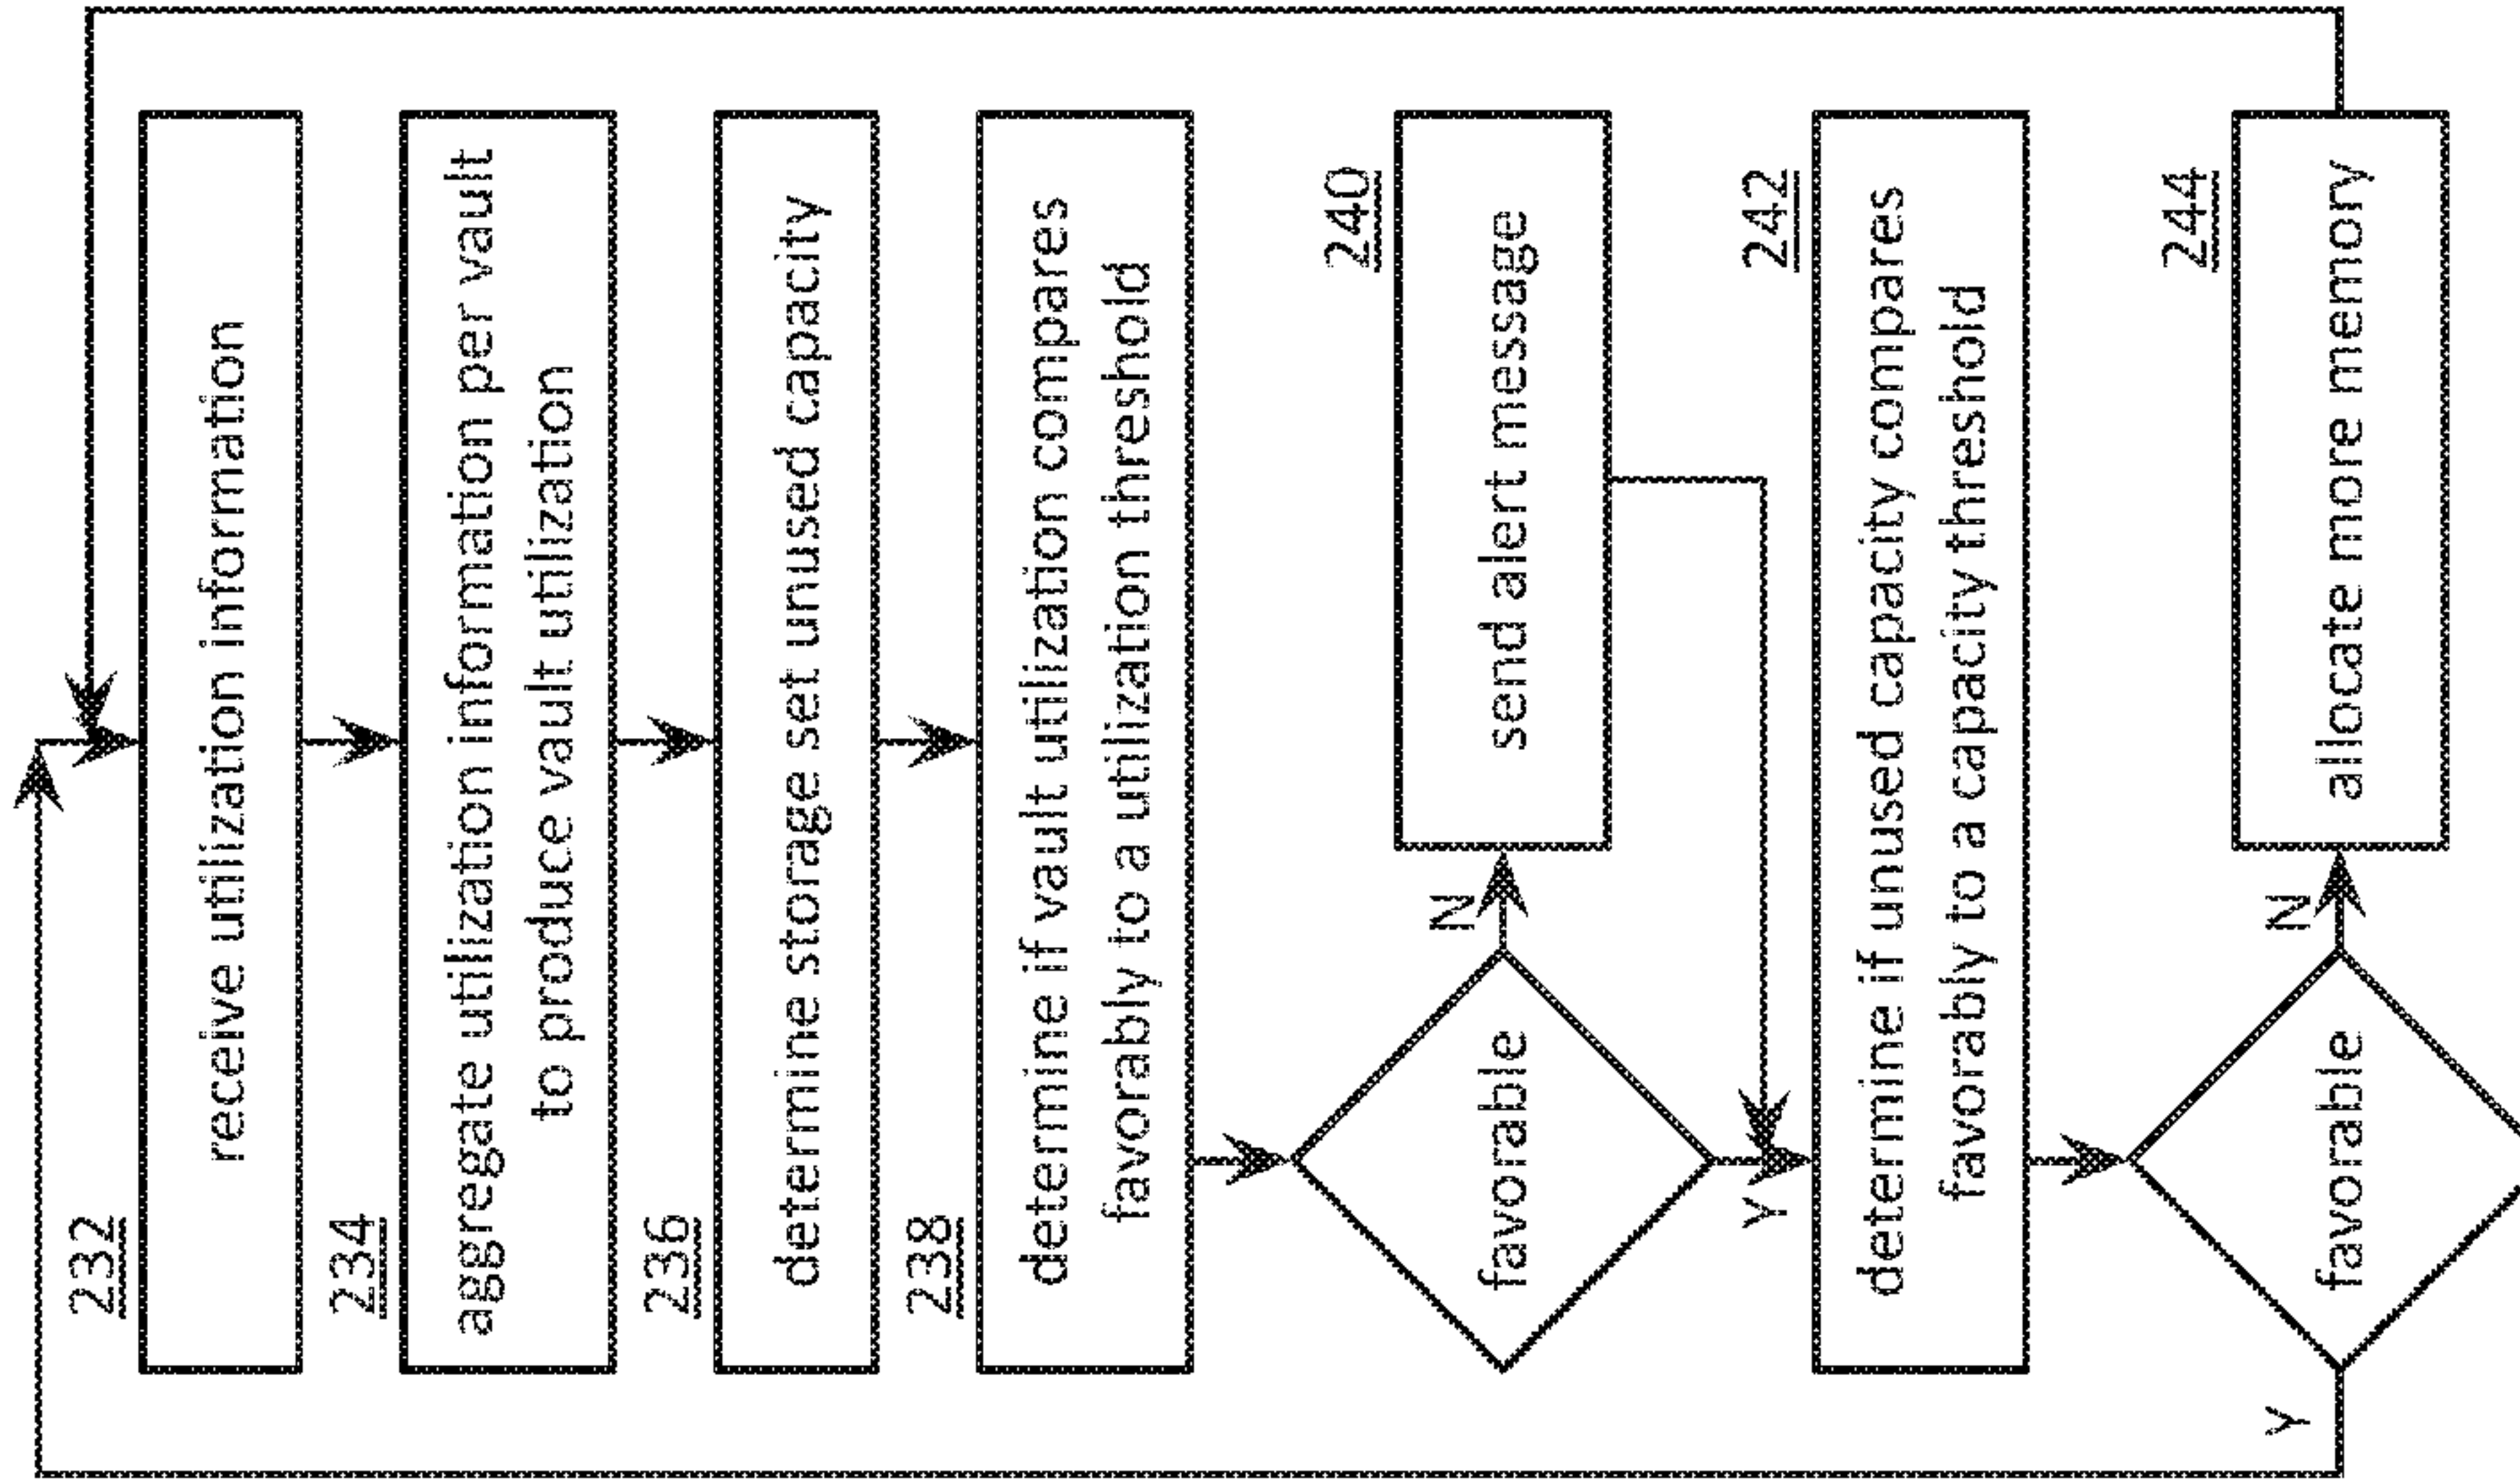 232
receive utilization information
234
aggregate utilization information per vault
to produce vault utilization
236
determine storage set unused capacity
238
determine if vault utilization compares
favorably to a utilization threshold
favorable
N
240
send alert message
Y
242
determine if unused capacity compares
favorably to a capacity threshold
Y
favorable
N
244
allocate more memory